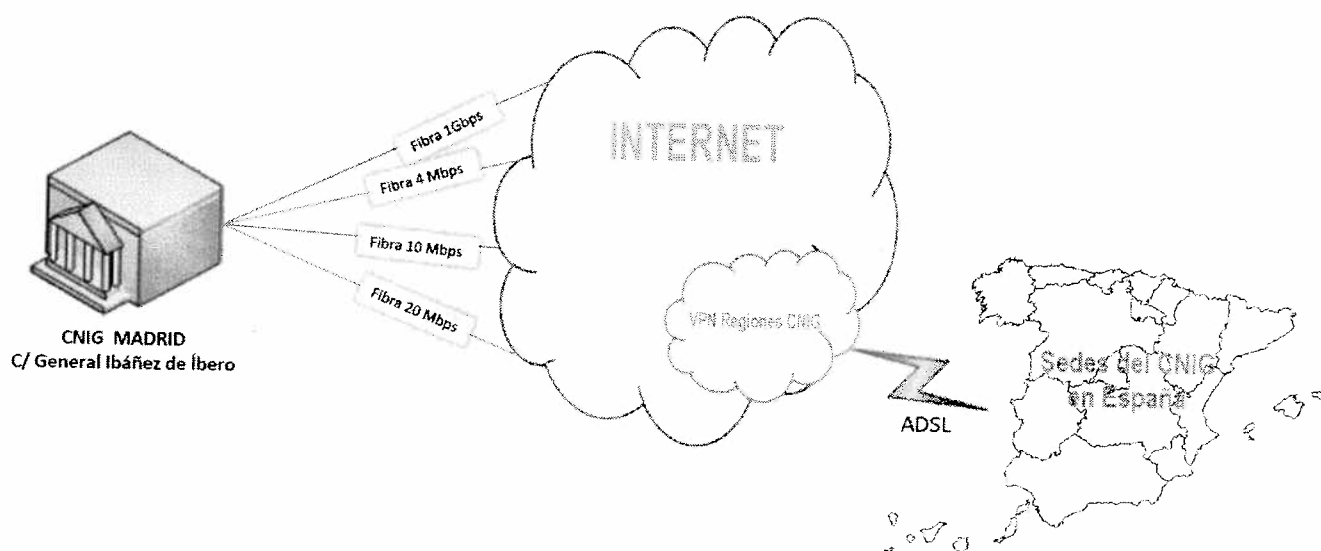 INTERNET
Fibra 1Gbps
Fibra 4 Mbps
Fibra 10 Mbps
Fibra 20 Mbps
CNIG MADRID
C/ General Ibáñez de Íbero
VPN Regiones CNIG
ADSL
Sedes del CNIG
en España